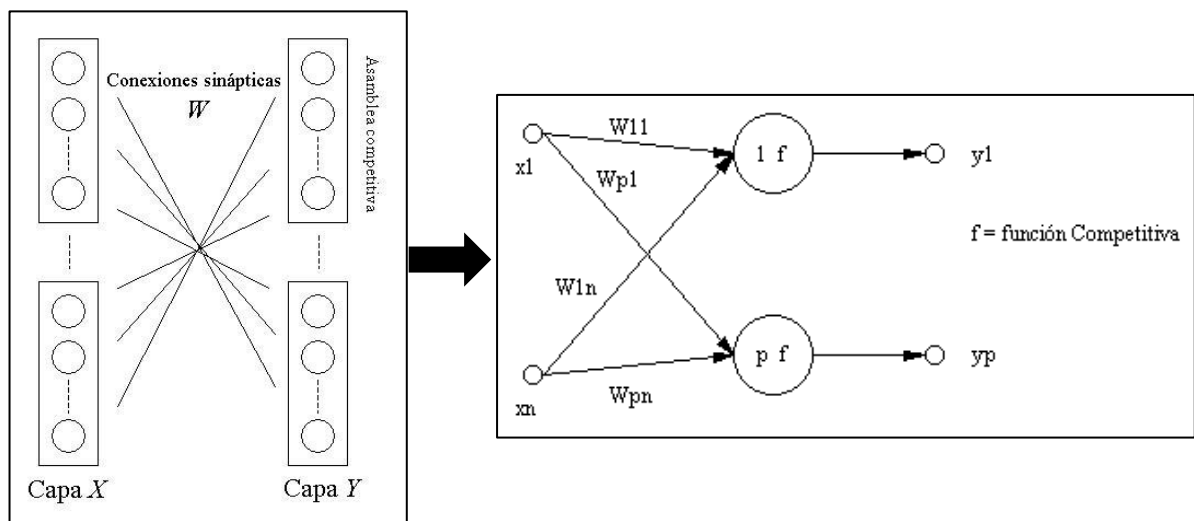 Conexiones sinápticas
W
Asamblea competitiva
Capa X
Capa Y
x1
W11
Wp1
1 f
y1
f = función Competitiva
W1n
xn
Wpn
p f
yp